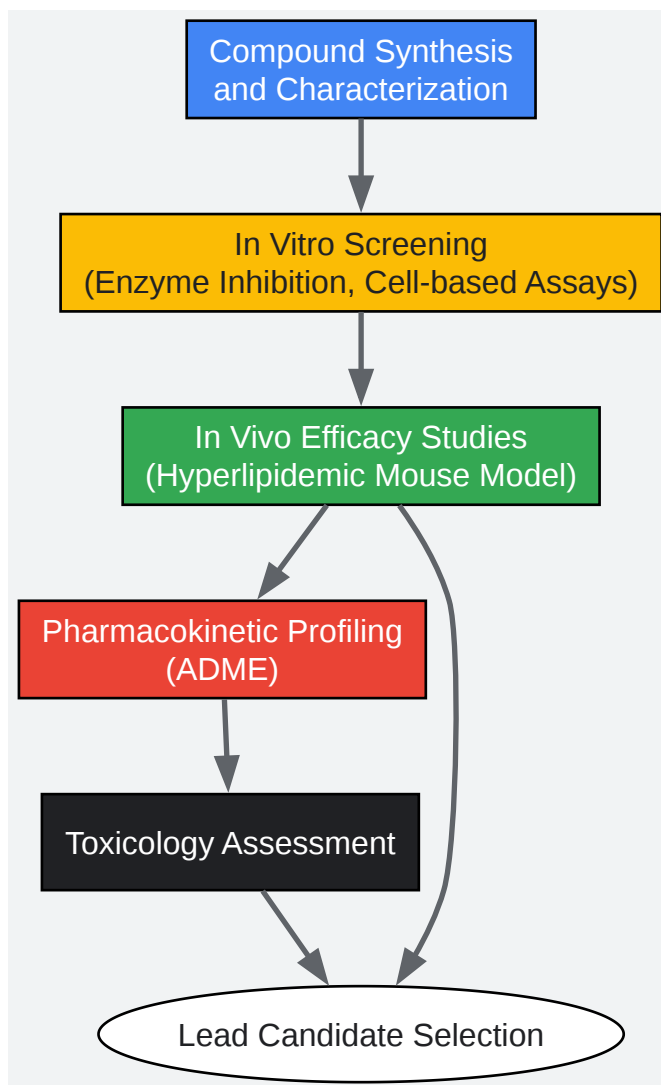 Compound Synthesis
and Characterization
In Vitro Screening
(Enzyme Inhibition, Cell-based Assays)
In Vivo Efficacy Studies
(Hyperlipidemic Mouse Model)
Pharmacokinetic Profiling
(ADME)
Toxicology Assessment
Lead Candidate Selection